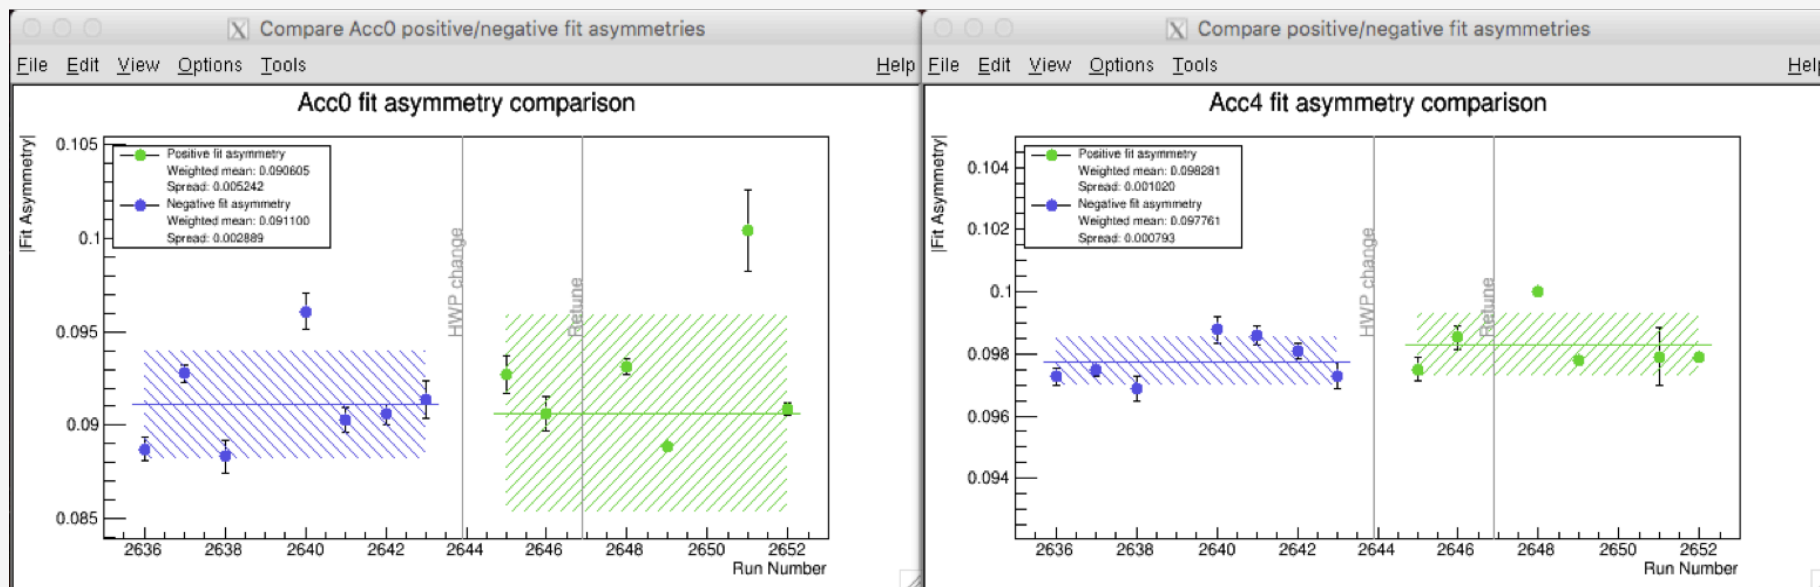 Compare Acc0 positive/negative fit asymmetries
File Edit View Options Tools Help
Acc0 fit asymmetry comparison
|Fit Asymmetry|
0.105
0.1
0.095
0.09
0.085
Positive fit asymmetry
Weighted mean: 0.090605
Spread: 0.005242
Negative fit asymmetry
Weighted mean: 0.091100
Spread: 0.002889
HWP change
Retune
2636 2638 2640 2642 2644 2646 2648 2650 2652
Run Number
Compare positive/negative fit asymmetries
File Edit View Options Tools Help
Acc4 fit asymmetry comparison
|Fit Asymmetry|
0.104
0.102
0.1
0.098
0.096
0.094
Positive fit asymmetry
Weighted mean: 0.098281
Spread: 0.001020
Negative fit asymmetry
Weighted mean: 0.097761
Spread: 0.000793
HWP change
Retune
2636 2638 2640 2642 2644 2646 2648 2650 2652
Run Number